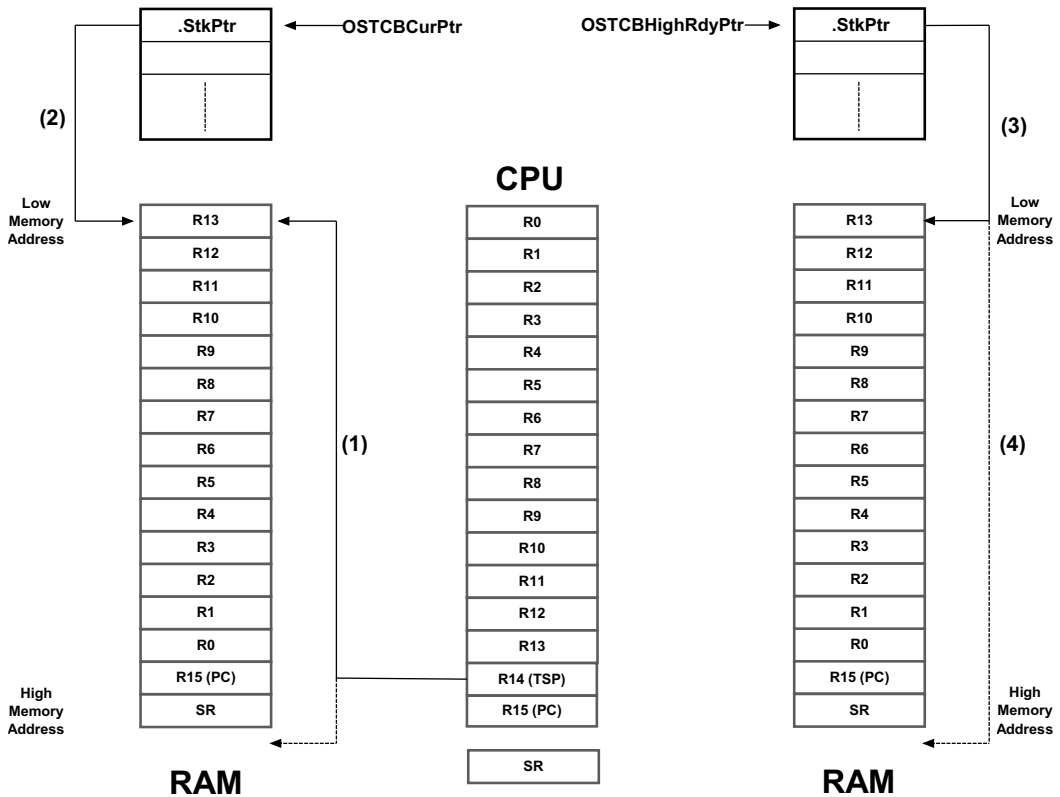 .StkPtr
OSTCBCurPtr
OSTCBHighRdyPtr
.StkPtr
(2)
(3)
CPU
Low
Memory
Address
R13
R12
R11
R10
R9
R8
R7
R6
R5
R4
R3
R2
R1
R0
R15 (PC)
SR
High
Memory
Address
RAM
(1)
R0
R1
R2
R3
R4
R5
R6
R7
R8
R9
R10
R11
R12
R13
R14 (TSP)
R15 (PC)
SR
R13
R12
R11
R10
R9
R8
R7
R6
R5
R4
R3
R2
R1
R0
R15 (PC)
SR
RAM
Low
Memory
Address
(4)
High
Memory
Address